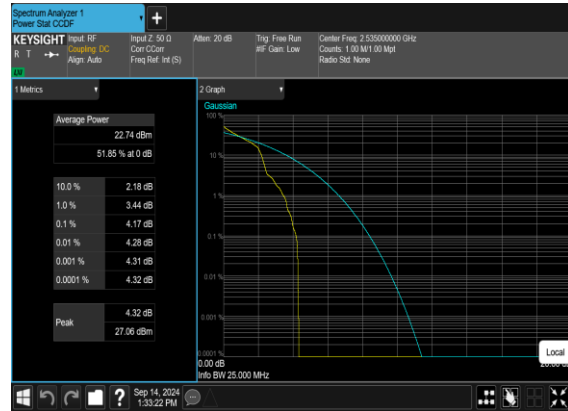 Spectrum Analyzer 1
Power Stat CCDF
+
KEYSIGHT
R T
LXI
Input: RF
Coupling: DC
Align: Auto
Input Z: 50 Ω
Corr CCorr
Freq Ref: Int (S)
Atten: 20 dB
Trig: Free Run
#IF Gain: Low
Center Freq: 2.535000000 GHz
Counts: 1.00 M/1.00 Mpt
Radio Std: None
1 Metrics
Average Power
22.74 dBm
51.85 % at 0 dB
10.0 % 2.18 dB
1.0 % 3.44 dB
0.1 % 4.17 dB
0.01 % 4.28 dB
0.001 % 4.31 dB
0.0001 % 4.32 dB
Peak
4.32 dB
27.06 dBm
2 Graph
Gaussian
100 %
10 %
1 %
0.1 %
0.01 %
0.001 %
0.0001 %
0.00 dB
Info BW 25.000 MHz
Local
?
Sep 14, 2024
1:33:22 PM